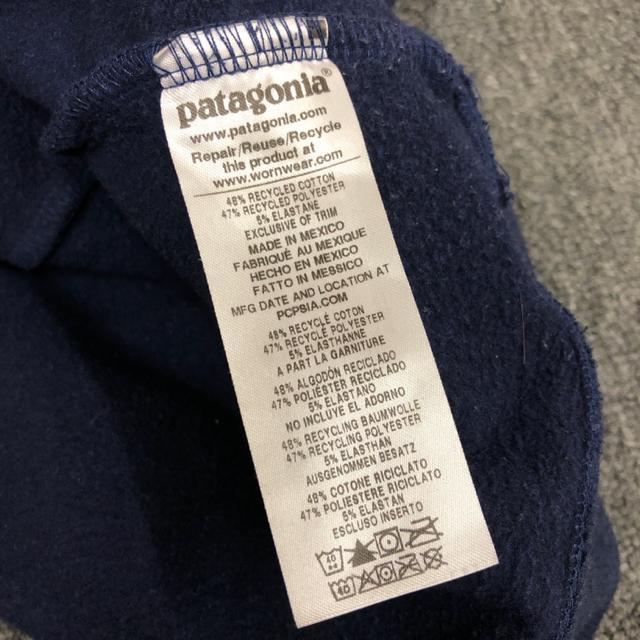 patagonia®
www.patagonia.com
Repair/Reuse/Recycle
this product at
www.wornwear.com
48% RECYCLED COTTON
47% RECYCLED POLYESTER
5% ELASTANE
EXCLUSIVE OF TRIM
MADE IN MEXICO
FABRIQUÉ AU MEXIQUE
HECHO EN MEXICO
FATTO IN MESSICO
MFG DATE AND LOCATION AT
PCPSIA.COM
48% RECYCLÉ COTON
47% RECYCLÉ POLYESTER
5% ELASTHANNE
A PART LA GARNITURE
48% ALGODÓN RECICLADO
47% POLIÉSTER RECICLADO
5% ELASTANO
NO INCLUYE EL ADORNO
48% RECYCLING BAUMWOLLE
47% RECYCLING POLYESTER
5% ELASTHAN
AUSGENOMMEN BESATZ
48% COTONE RICICLATO
47% POLIESTERE RICICLATO
5% ELASTAN
ESCLUSO INSERTO